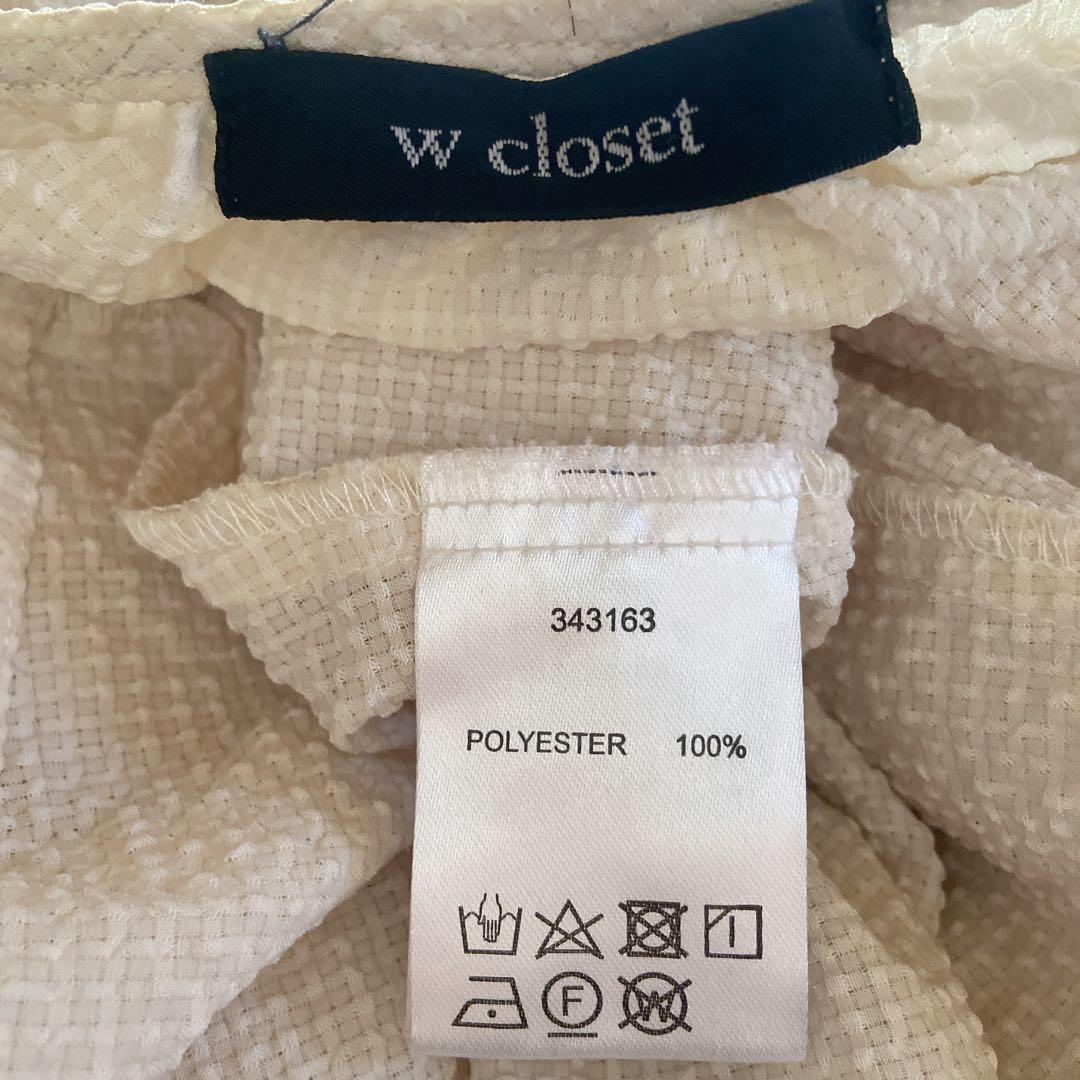 w closet
343163
POLYESTER 100%
F W